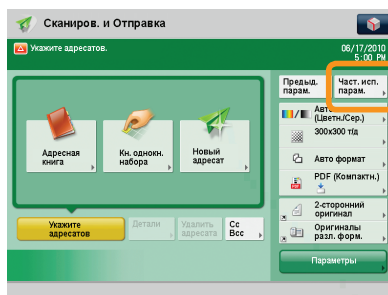 Сканиров. и Отправка
Укажите адресатов.
06/17/2010
5:00 PM
Предыд.
парам.
Част. исп.
парам.
Авто
(Цветн./Сер.)
300x300 т/д
Авто формат
PDF (Компактн.)
2-сторонний
оригинал
Оригиналы
разл. форм.
Параметры
Адресная
книга
Кн. однокн.
набора
Новый
адресат
Укажите
адресатов
Детали
Удалить
адресата
Cc
Bcc